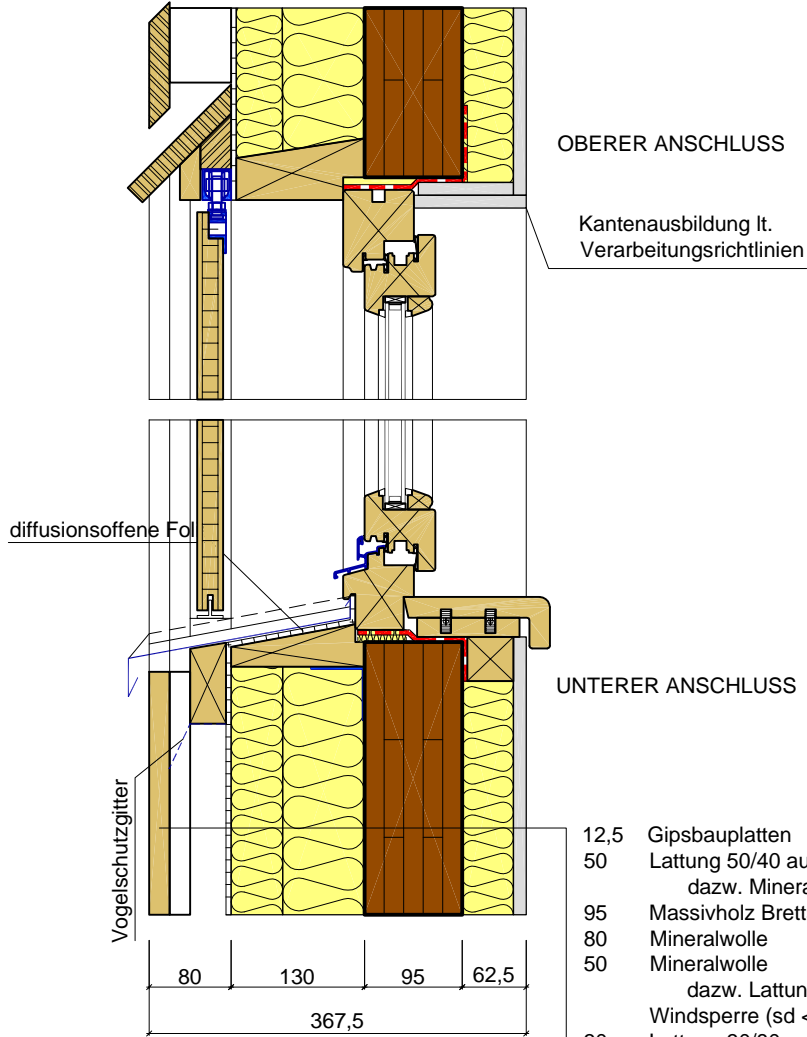 OBERER ANSCHLUSS
Kantenausbildung lt.
Verarbeitungsrichtlinien
diffusionsoffene Fol
UNTERER ANSCHLUSS
Vogelschutzgitter
12,5 Gipsbauplatten
50 Lattung 50/40 au
dazw. Minera
95 Massivholz Brett
80 Mineralwolle
50 Mineralwolle
dazw. Lattun
Windsperre (sd <
80 130 95 62,5
367,5